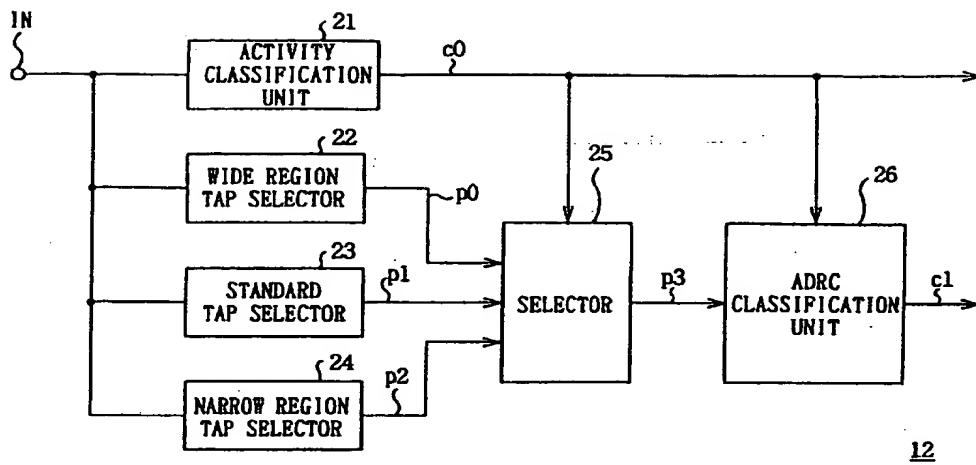 IN
21
ACTIVITY
CLASSIFICATION
UNIT
c0
22
WIDE REGION
TAP SELECTOR
p0
25
26
23
STANDARD
TAP SELECTOR
p1
SELECTOR
p3
ADRC
CLASSIFICATION
UNIT
c1
24
NARROW REGION
TAP SELECTOR
p2
12